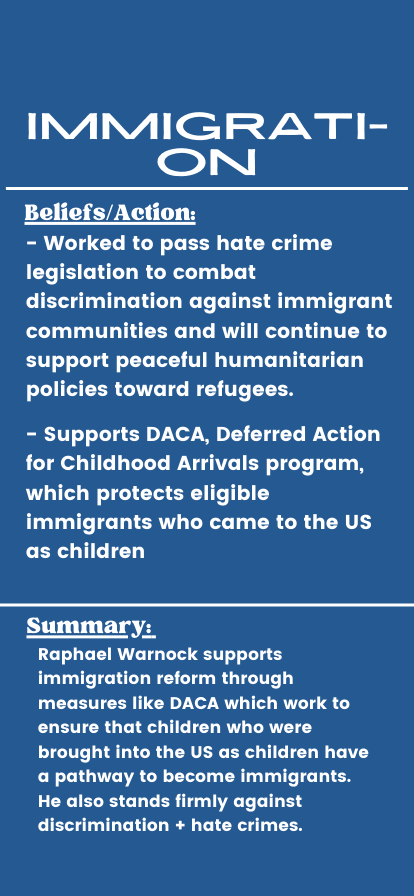 IMMIGRATI-
ON
Beliefs/Action:
- Worked to pass hate crime
legislation to combat
discrimination against immigrant
communities and will continue to
support peaceful humanitarian
policies toward refugees.
- Supports DACA, Deferred Action
for Childhood Arrivals program,
which protects eligible
immigrants who came to the US
as children
Summary:
Raphael Warnock supports
immigration reform through
measures like DACA which work to
ensure that children who were
brought into the US as children have
a pathway to become immigrants.
He also stands firmly against
discrimination + hate crimes.